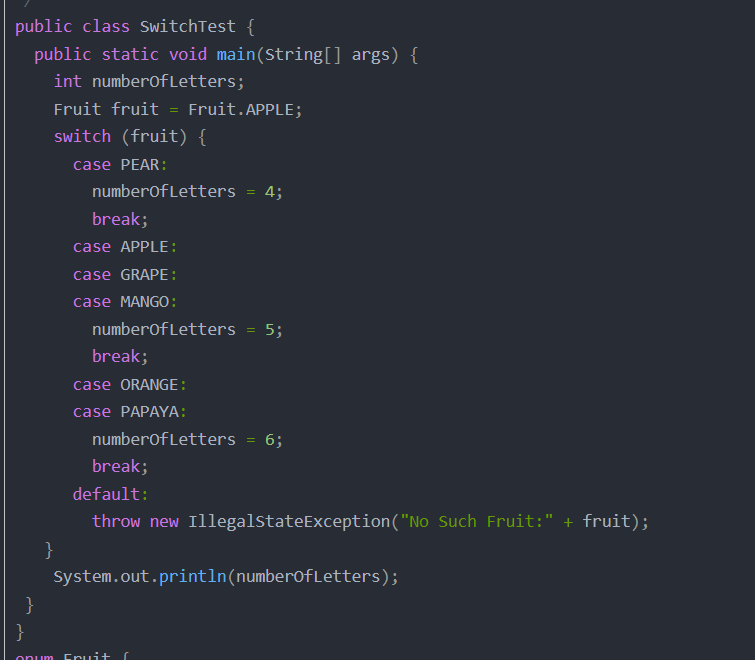 /
public class SwitchTest {
public static void main(String[] args) {
int numberOfLetters;
Fruit fruit = Fruit.APPLE;
switch (fruit) {
case PEAR:
numberOfLetters = 4;
break;
case APPLE:
case GRAPE:
case MANGO:
numberOfLetters = 5;
break;
case ORANGE:
case PAPAYA:
numberOfLetters = 6;
break;
default:
throw new IllegalStateException("No Such Fruit:" + fruit);
}
System.out.println(numberOfLetters);
}
}
enum Fruit {